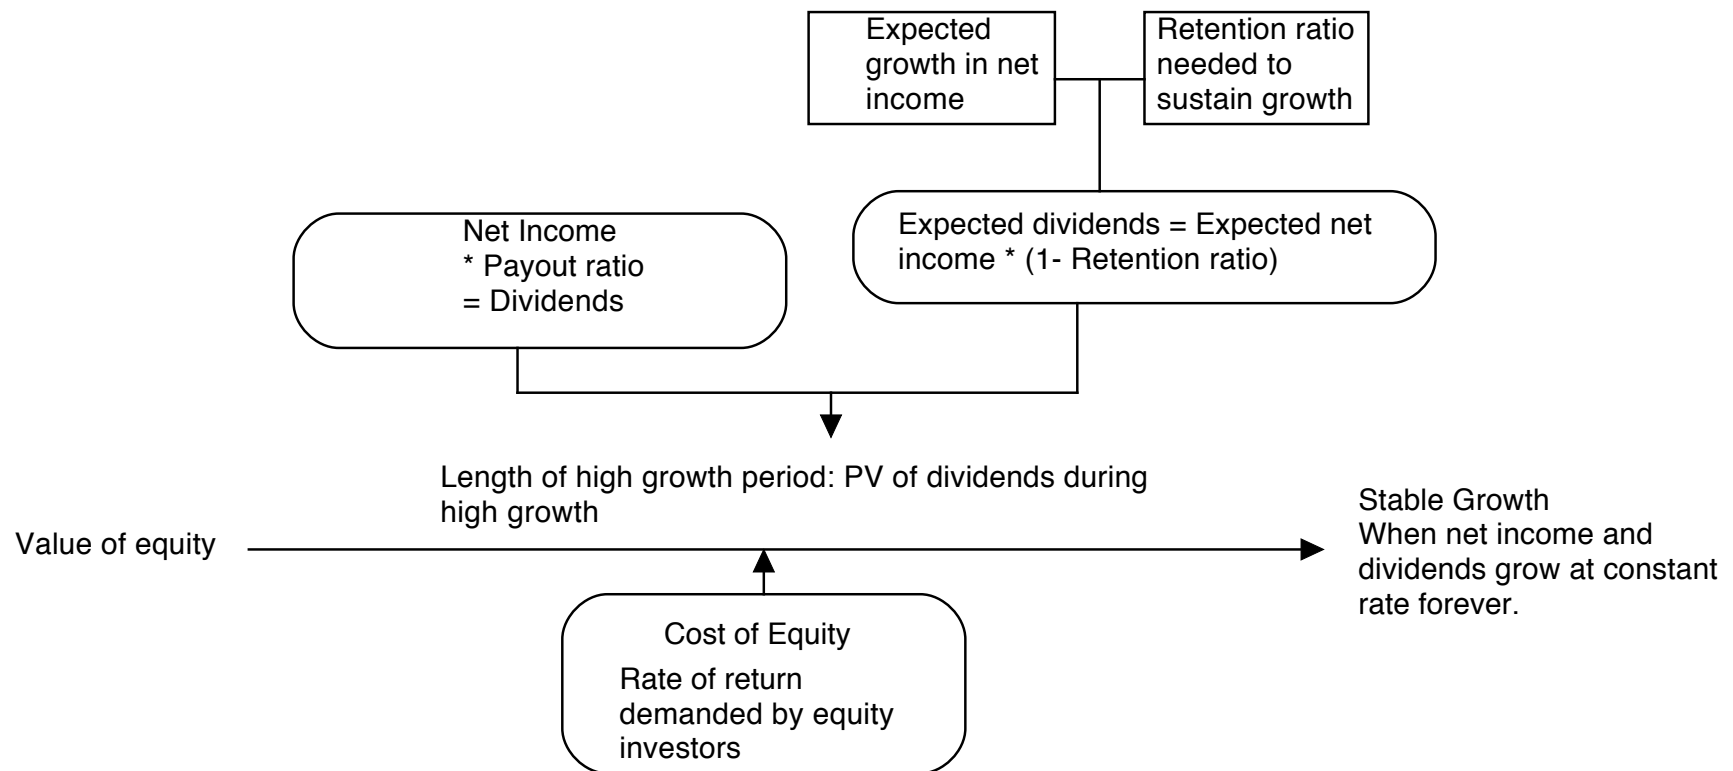 Expected
growth in net
income
Retention ratio
needed to
sustain growth
Net Income
* Payout ratio
= Dividends
Expected dividends = Expected net
income * (1- Retention ratio)
Length of high growth period: PV of dividends during
high growth
Value of equity
Stable Growth
When net income and
dividends grow at constant
rate forever.
Cost of Equity
Rate of return
demanded by equity
investors